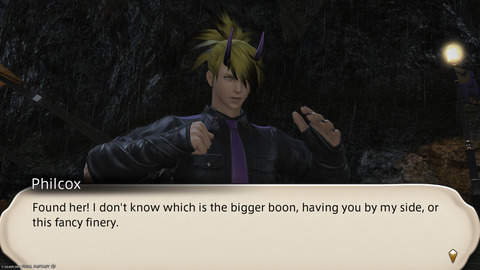 Philcox
Found her! I don't know which is the bigger boon, having you by my side, or
this fancy finery.